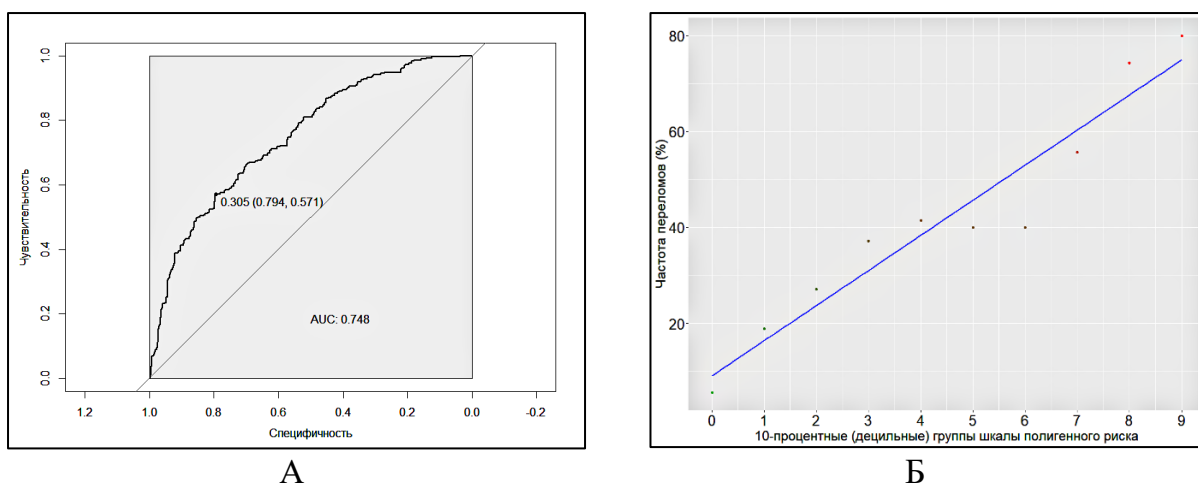 Чувствительность
1.0
0.8
0.6
0.4
0.2
0.0
0.305 (0.794, 0.571)
AUC: 0.748
1.2 1.0 0.8 0.6 0.4 0.2 0.0 -0.2
Специфичность
А
Частота переломов (%)
80
60
40
20
0 1 2 3 4 5 6 7 8 9
10-процентные (децильные) группы шкалы полигенного риска
Б